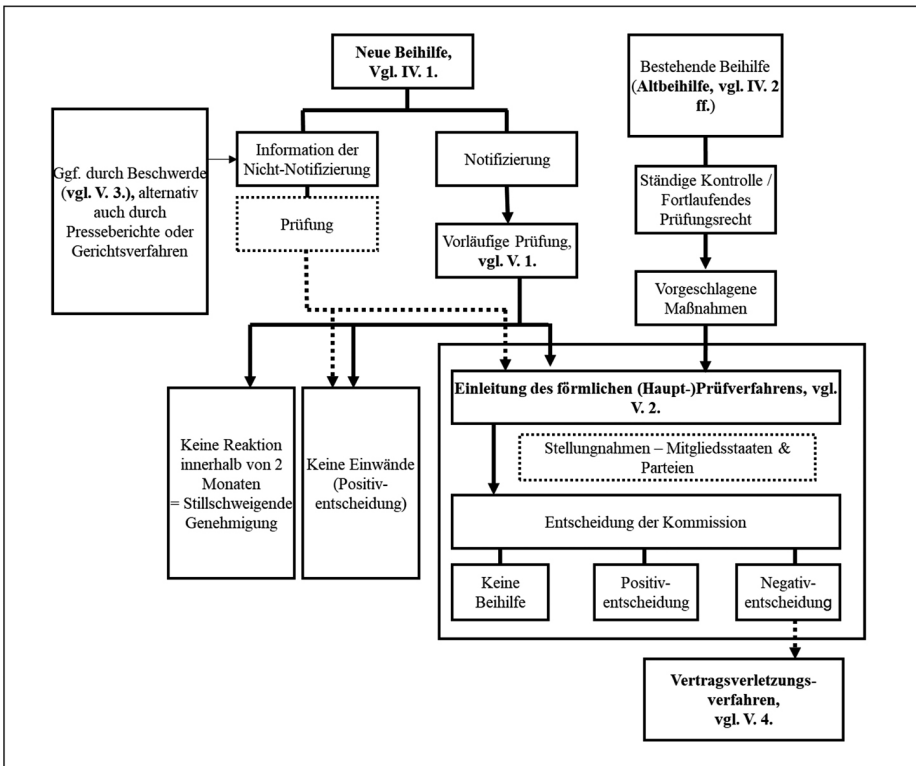 Neue Beihilfe,
Vgl. IV. 1.
Bestehende Beihilfe
(Altbeihilfe, vgl. IV. 2
ff.)
Ggf. durch Beschwerde
(vgl. V. 3.), alternativ
auch durch
Presseberichte oder
Gerichtsverfahren
Information der
Nicht-Notifizierung
Notifizierung
Ständige Kontrolle /
Fortlaufendes
Prüfungsrecht
Prüfung
Vorläufige Prüfung,
vgl. V. 1.
Vorgeschlagene
Maßnahmen
Keine Reaktion
innerhalb von 2
Monaten
= Stillschweigende
Genehmigung
Keine Einwände
(Positiv-
entscheidung)
Einleitung des förmlichen (Haupt-)Prüfverfahrens, vgl.
V. 2.
Stellungnahmen – Mitgliedsstaaten &
Parteien
Entscheidung der Kommission
Keine
Beihilfe
Positiv-
entscheidung
Negativ-
entscheidung
Vertragsverletzungs-
verfahren,
vgl. V. 4.